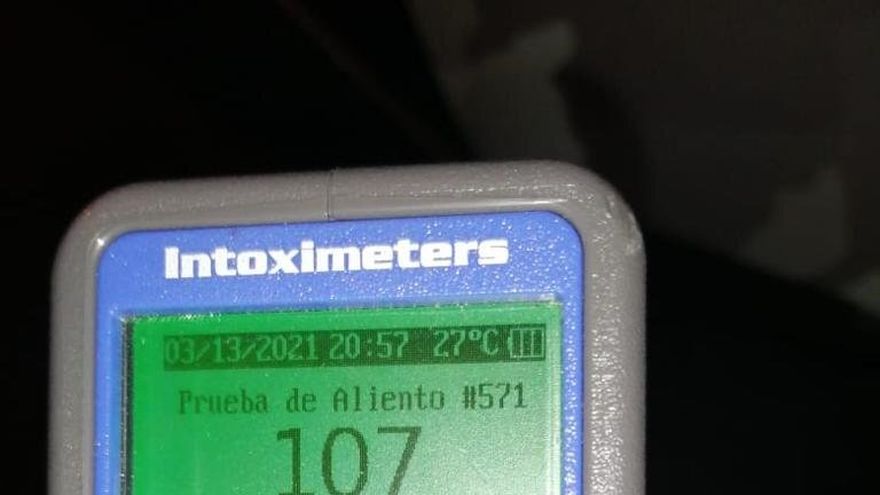 Intoximeters
03/13/2021 20:57 27°C
Prueba de Aliento #571
107